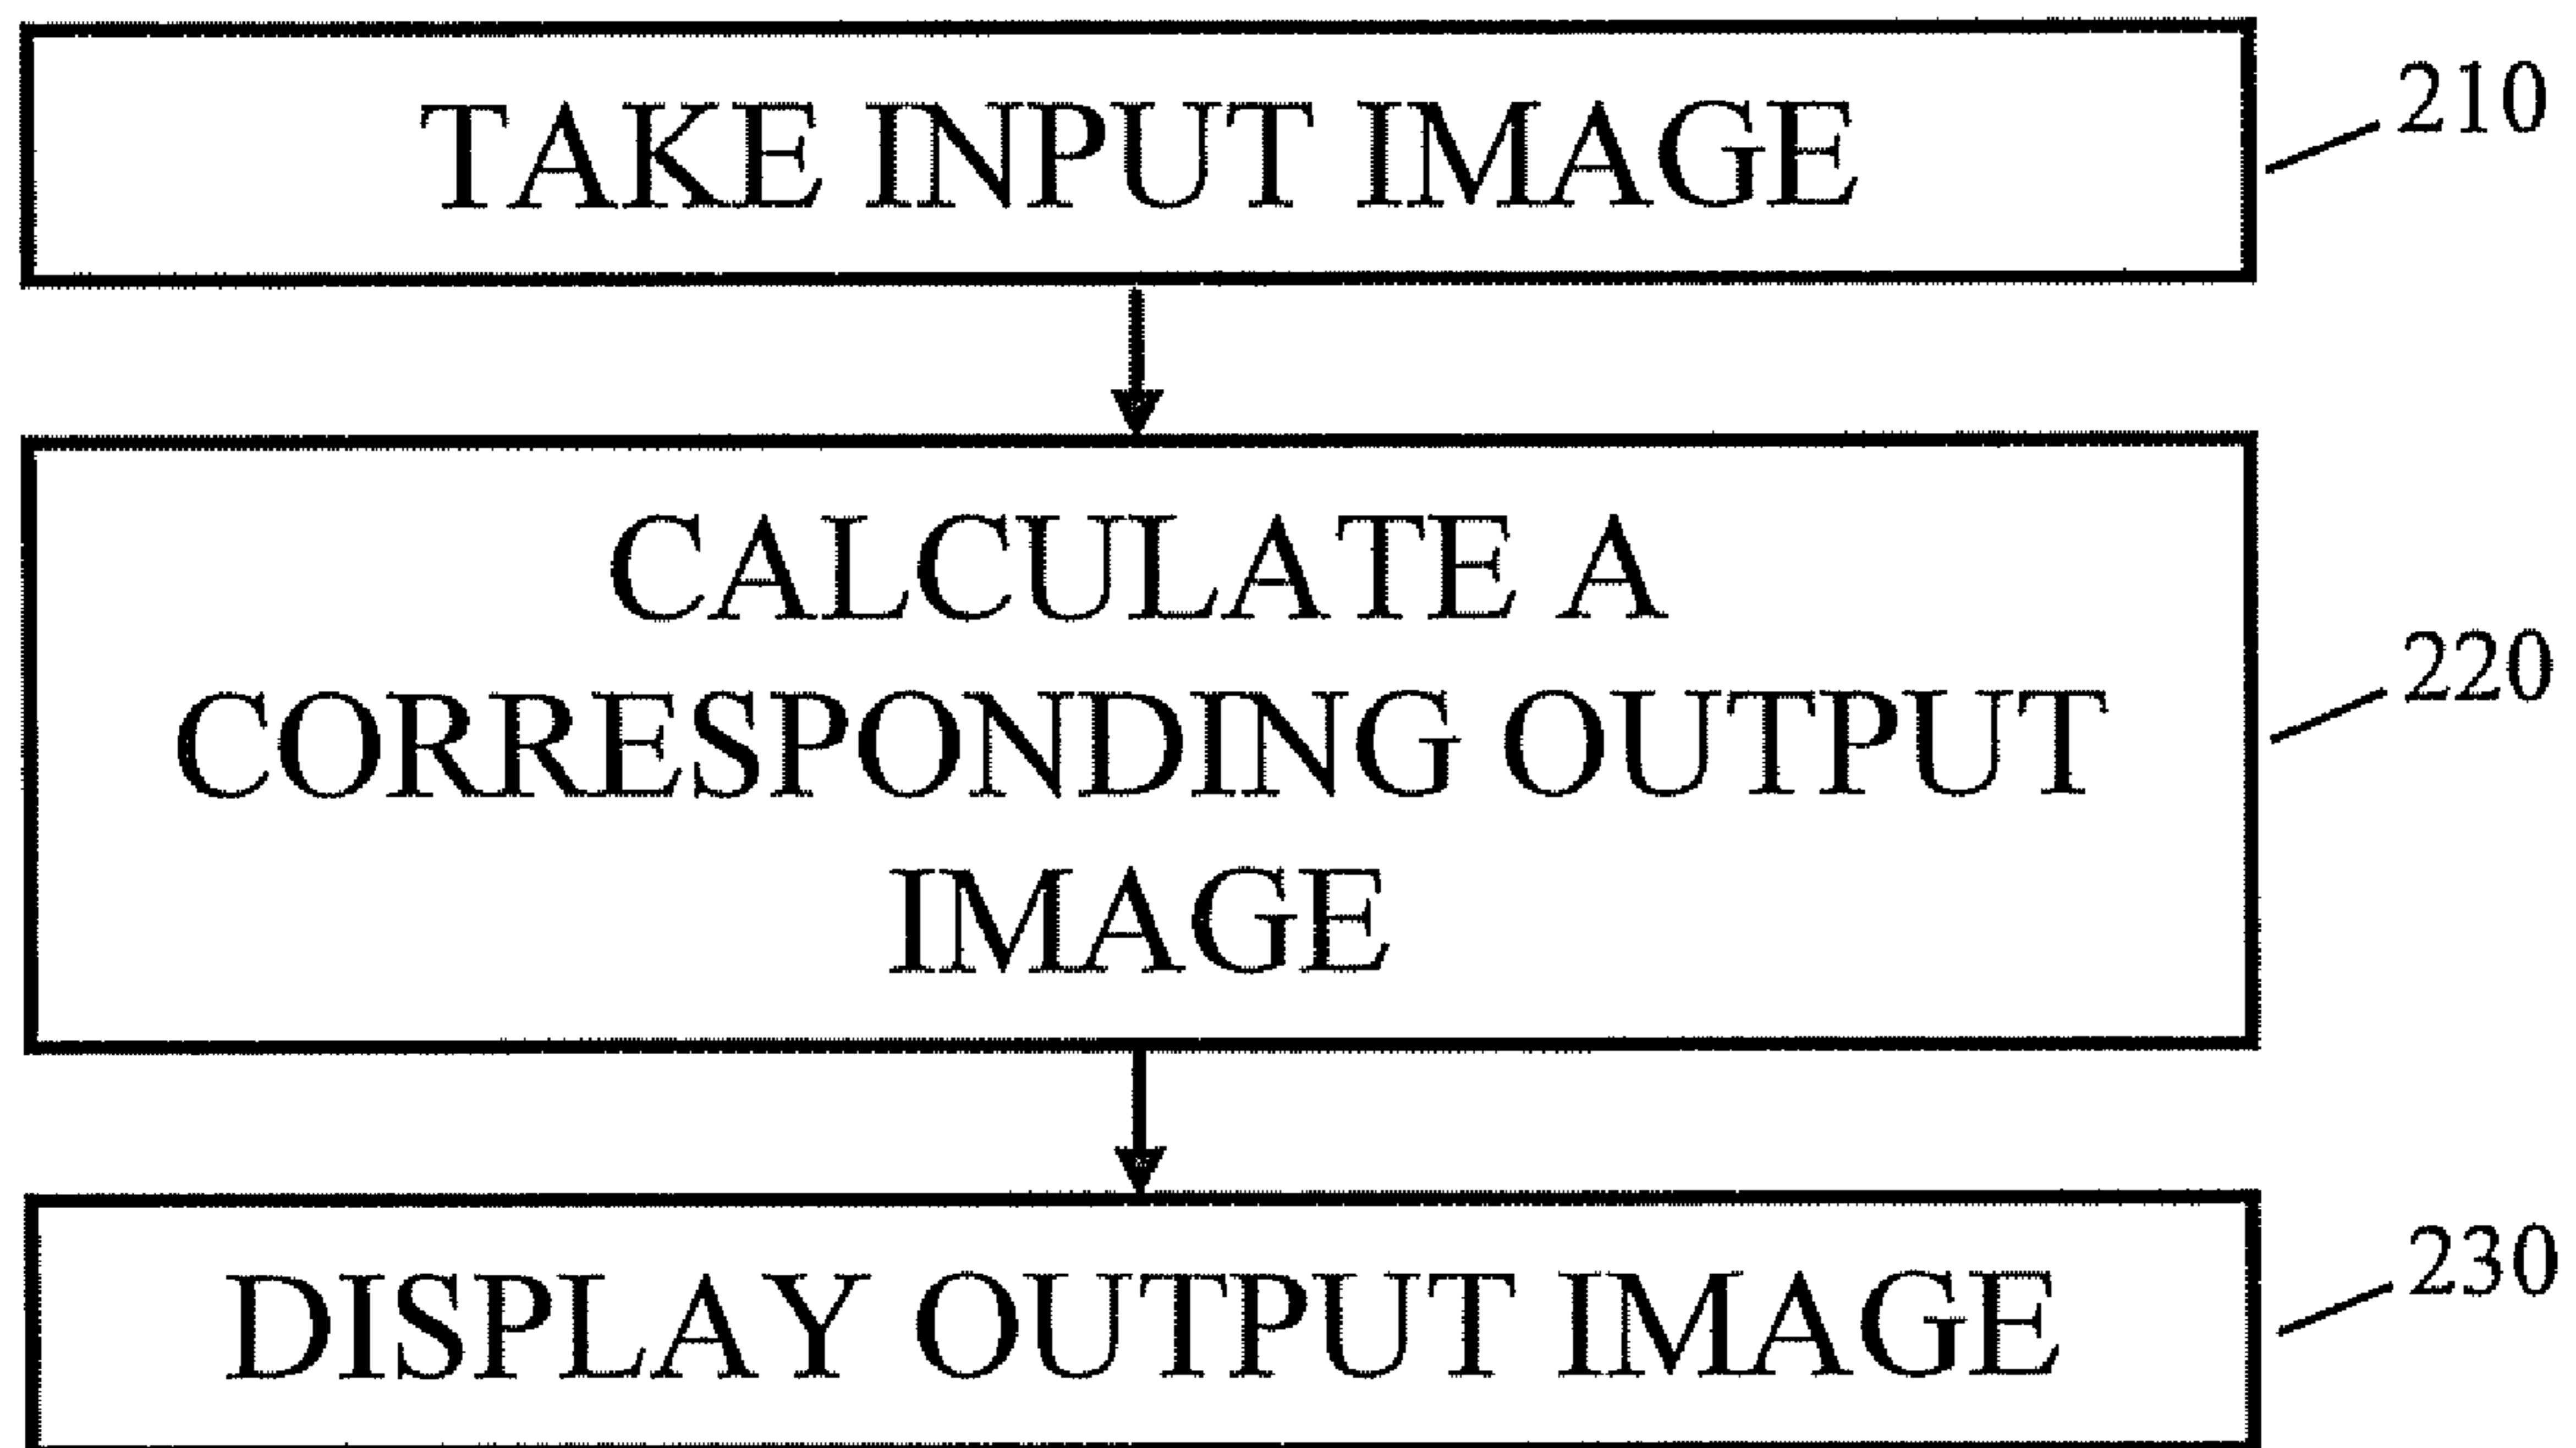 TAKE INPUT IMAGE
210
CALCULATE A
CORRESPONDING OUTPUT
IMAGE
220
DISPLAY OUTPUT IMAGE
230